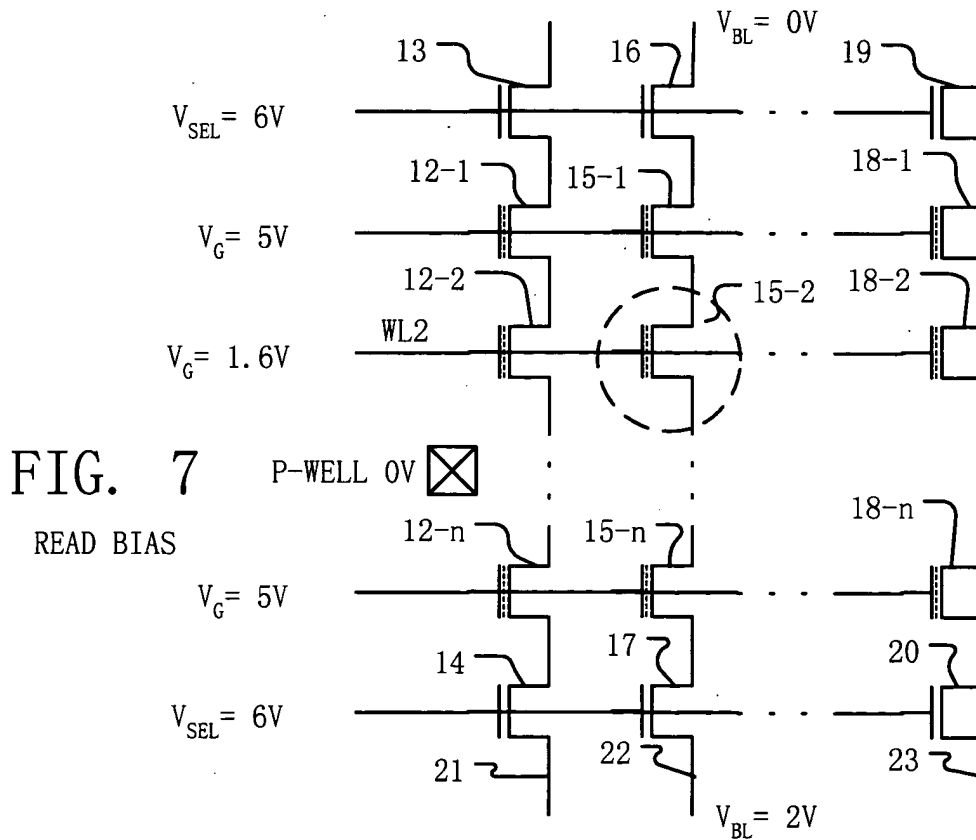 V_BL = 0V
13
16
19
V_SEL = 6V
12-1
15-1
18-1
V_G = 5V
12-2
15-2
18-2
WL2
V_G = 1.6V
FIG. 7
P-WELL 0V
READ BIAS
12-n
15-n
18-n
V_G = 5V
14
17
20
V_SEL = 6V
21
22
23
V_BL = 2V